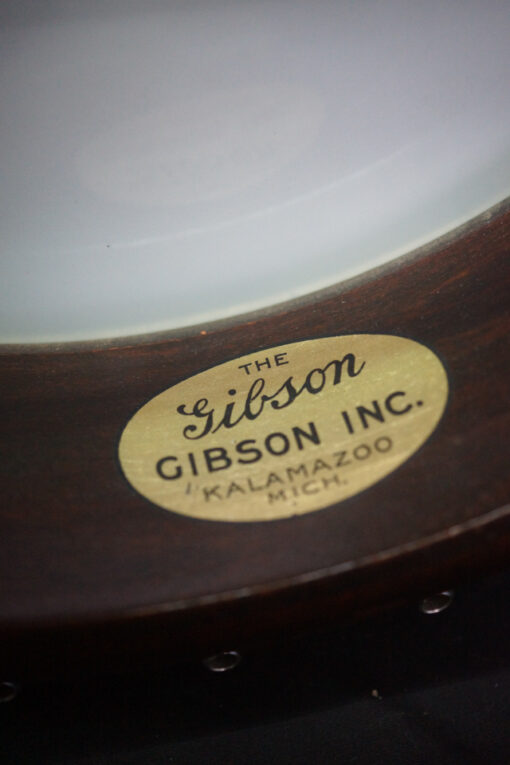 THE
Gibson
GIBSON INC.
KALAMAZOO
MICH.